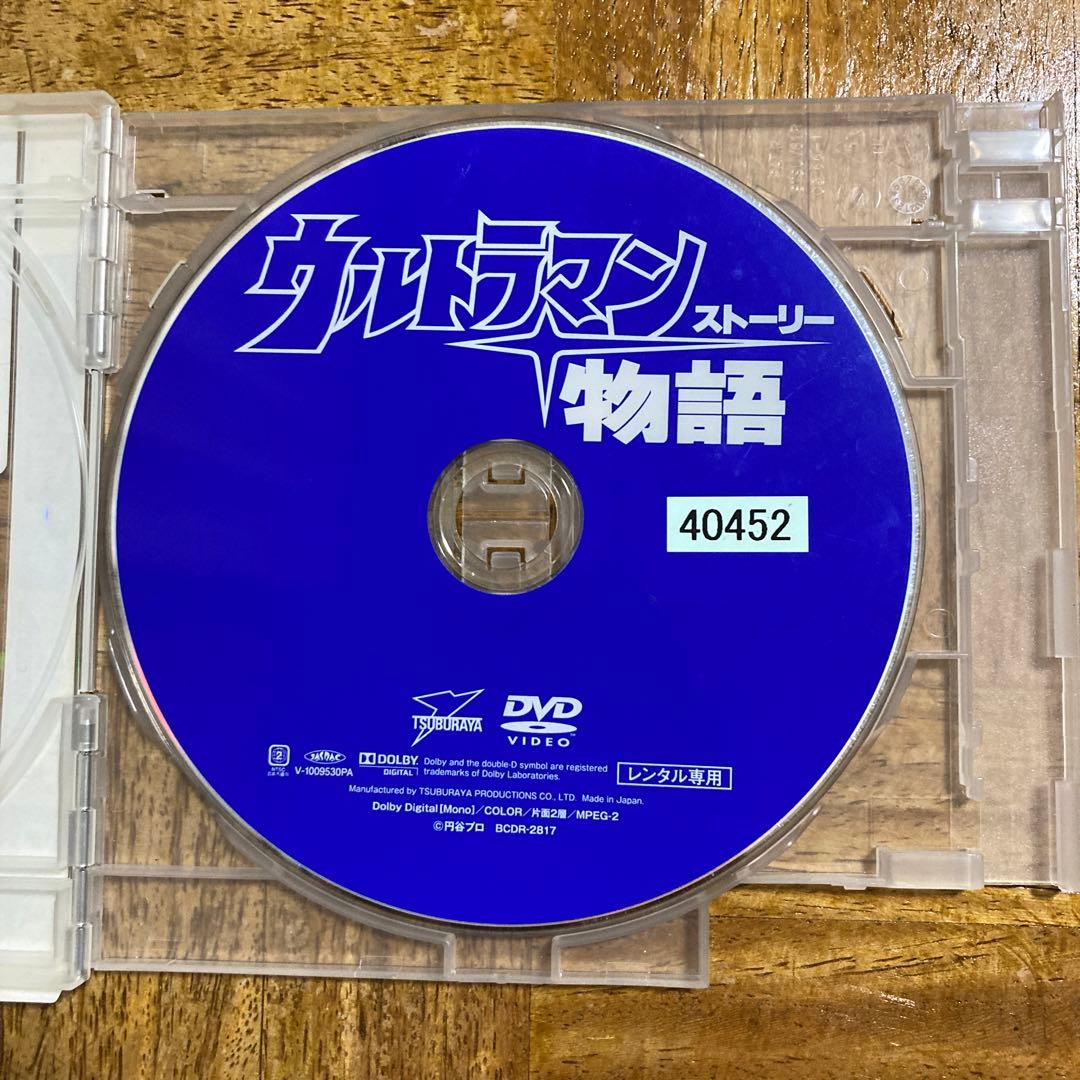 ウルトラマン
ストーリー
物語
40452
TSUBURAYA
DVD
VIDEO
2
NTSC
V-1009530PA
DOLBY
DIGITAL
Dolby and the double-D symbol are registered
trademarks of Dolby Laboratories.
レンタル専用
Manufactured by TSUBURAYA PRODUCTIONS CO., LTD. Made in Japan.
Dolby Digital[Mono]/COLOR/片面2層/MPEG-2
©円谷プロ BCDR-2817